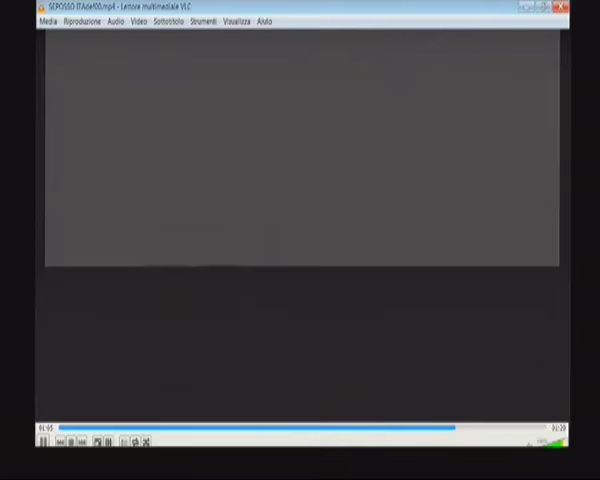 SEPOSSO ITAdef00.mp4 - Lettore multimediale VLC
Media Riproduzione Audio Video Sottotitolo Strumenti Visualizza Aiuto
01:05
01:20